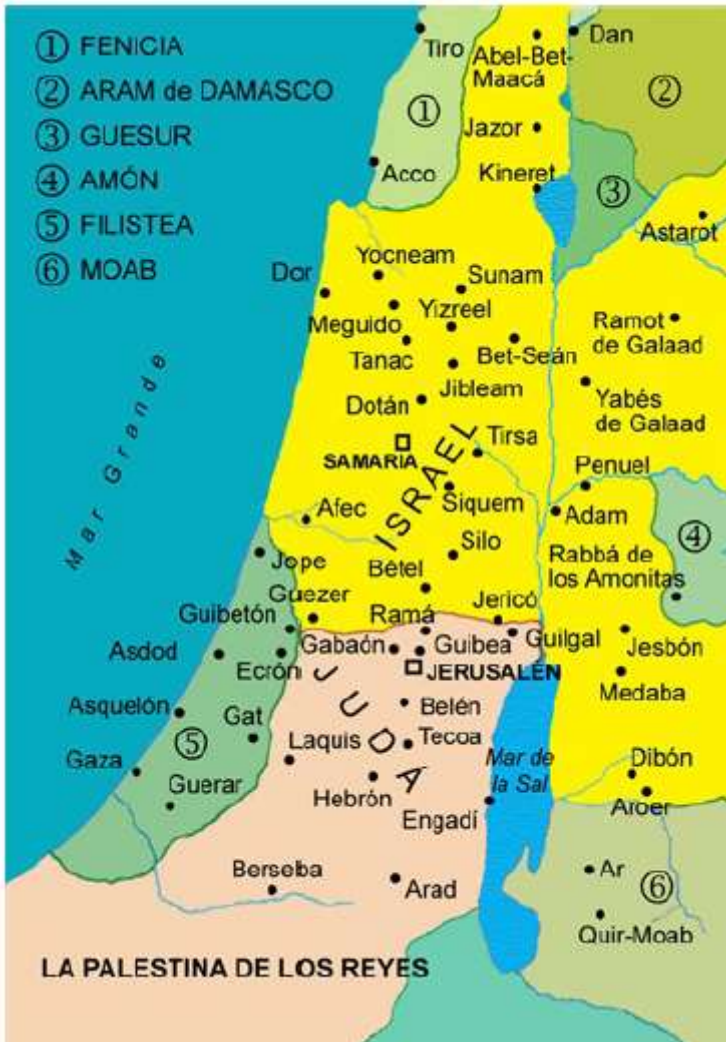 ① FENICIA
② ARAM de DAMASCO
③ GUESUR
④ AMÓN
⑤ FILISTEA
⑥ MOAB
Tiro
Abel-Bet-
Maacá
Dan
②
①
Jazor
Acco
Kineret
③
Astarot
Yocneam
Dor
Sunam
Meguido
Yizreel
Ramot
de Galaad
Tanac
Bet-Seán
Jibleam
Dotán
Yabés
de Galaad
Mar Grande
SAMARIA
Tirsa
ISRAEL
Penuel
Siquem
Afec
Adam
④
Jope
Silo
Rabbá de
los Amonitas
Bétel
Guezer
Ramá
Jericó
Guibetón
Gabaón
Guibea
Guilgal
Jesbón
Asdod
Ecrón
JERUSALÉN
Medaba
JUDA
Asquelón
Belén
Gat
⑤
Laquis
Tecoa
Mar de
la Sal
Dibón
Gaza
Guerar
Hebrón
Engadí
Aroer
Berseba
Arad
Ar
⑥
Quir-Moab
LA PALESTINA DE LOS REYES